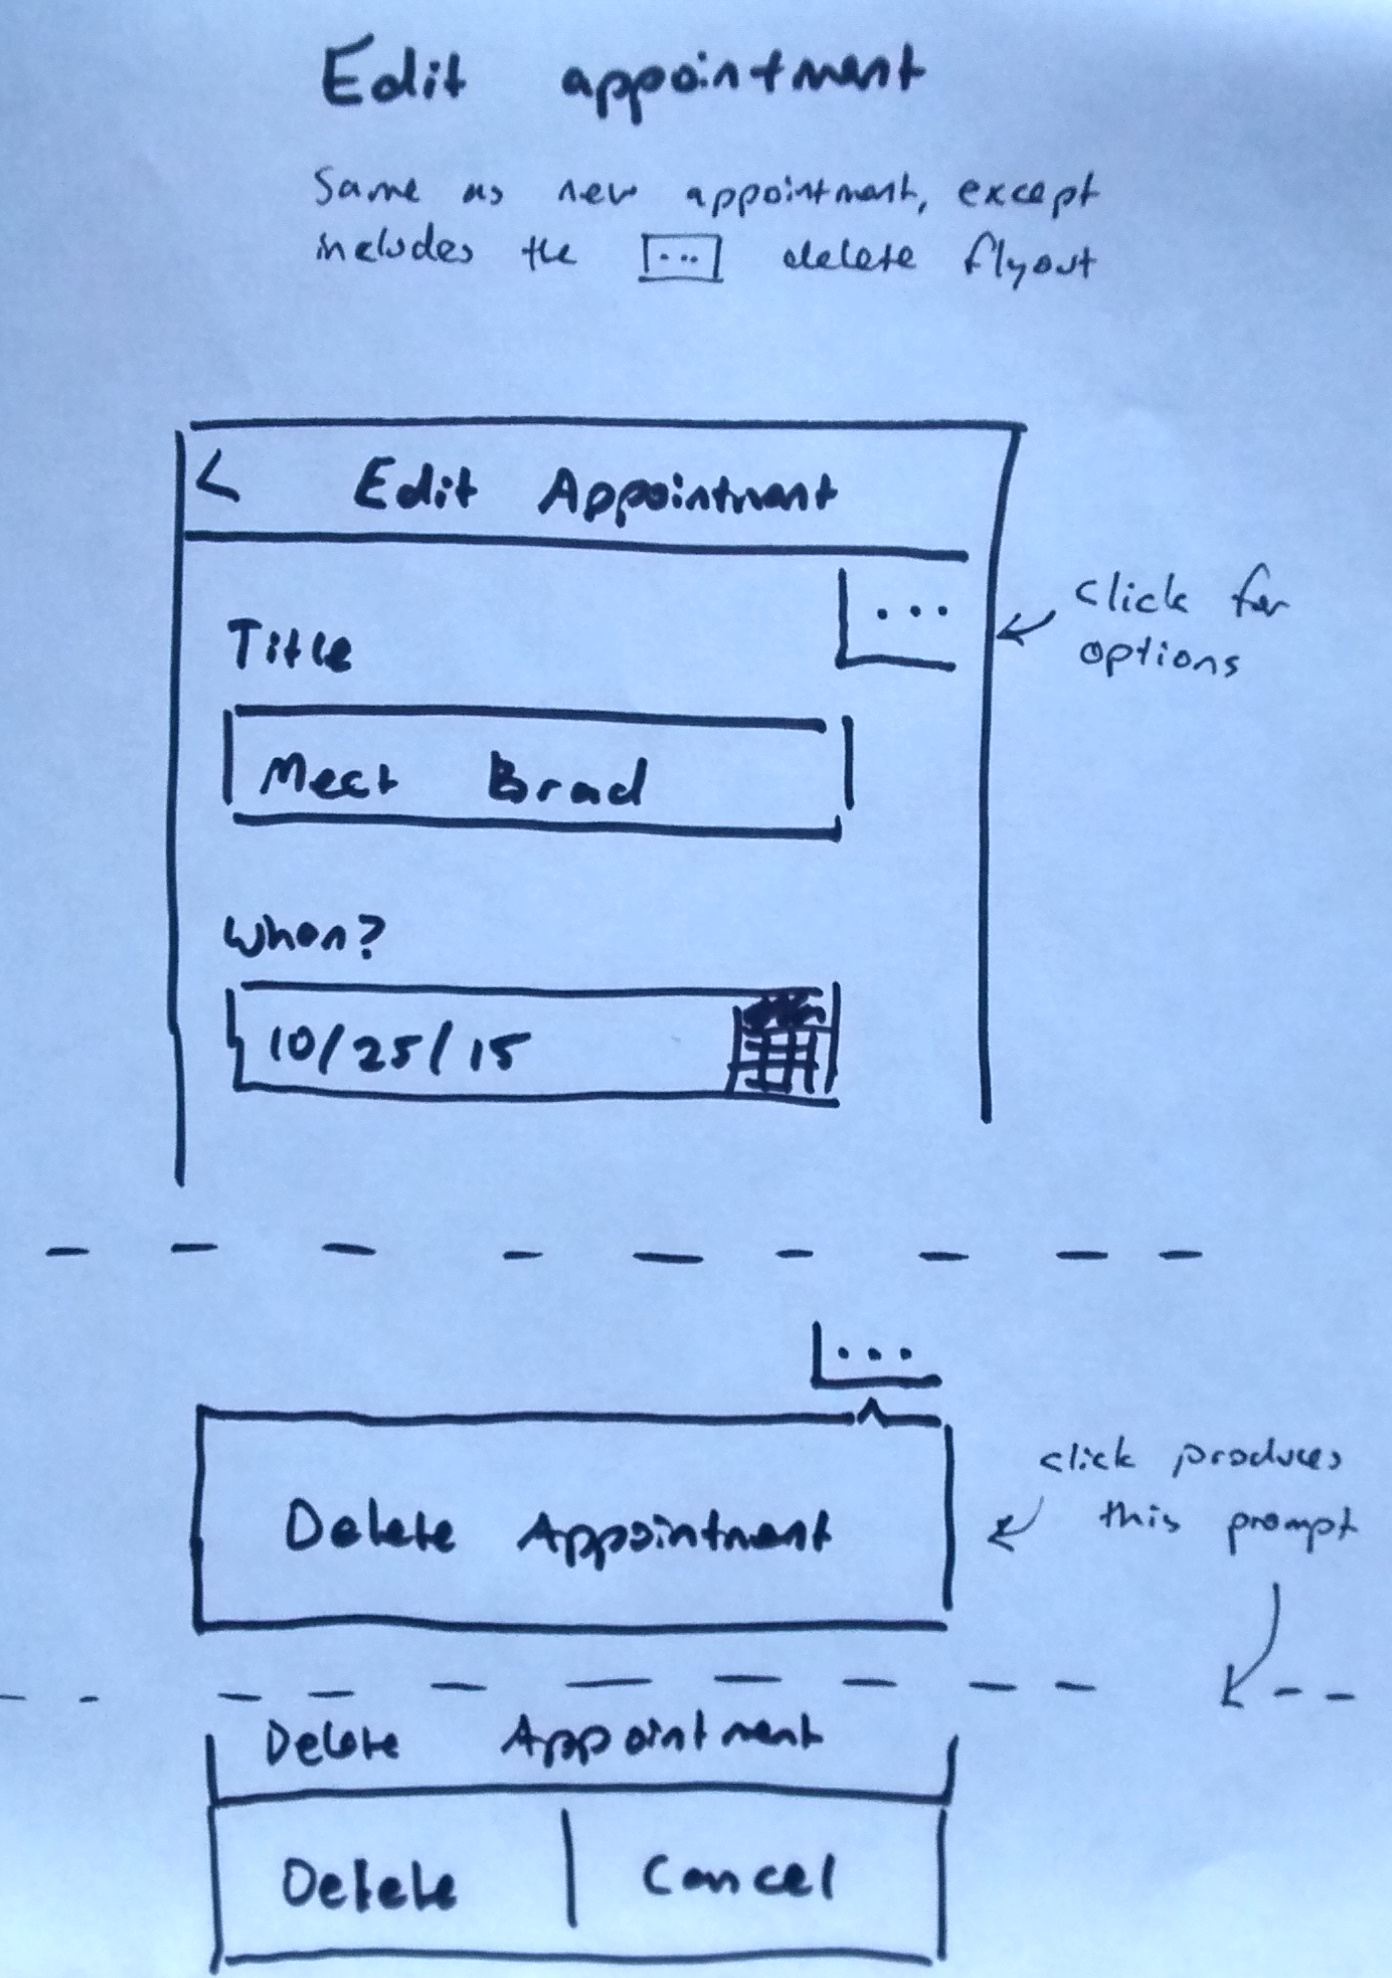 Edit appointment
Same as new appointment, except
includes the [...] delete flyout
< Edit Appointment
...
click for
options
Title
Meet Brad
When?
10/25/15
...
Delete Appointment
click produces
this prompt
Delete Appointment
Delete | Cancel